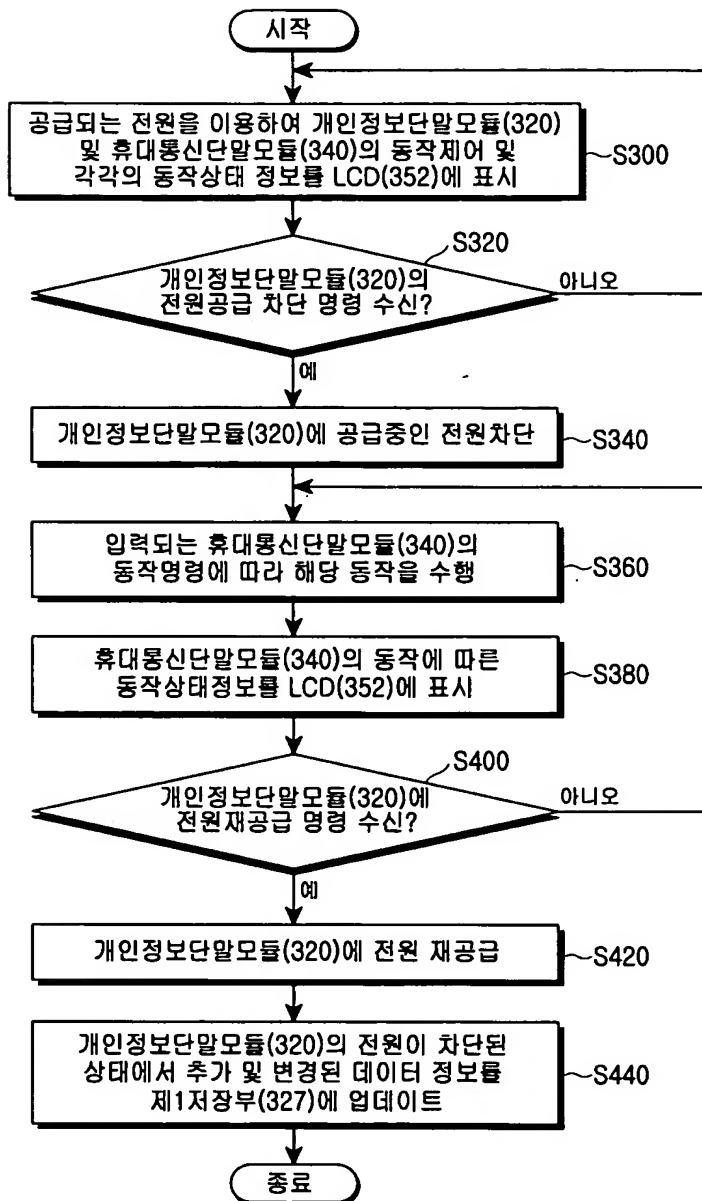 시작
공급되는 전원을 이용하여 개인정보단말모듈(320)
및 휴대통신단말모듈(340)의 동작제어 및
각각의 동작상태 정보를 LCD(352)에 표시
S300
S320
개인정보단말모듈(320)의
전원공급 차단 명령 수신?
아니오
예
개인정보단말모듈(320)에 공급중인 전원차단
S340
입력되는 휴대통신단말모듈(340)의
동작명령에 따라 해당 동작을 수행
S360
휴대통신단말모듈(340)의 동작에 따른
동작상태정보를 LCD(352)에 표시
S380
S400
개인정보단말모듈(320)에
전원재공급 명령 수신?
아니오
예
개인정보단말모듈(320)에 전원 재공급
S420
개인정보단말모듈(320)의 전원이 차단된
상태에서 추가 및 변경된 데이터 정보를
제1저장부(327)에 업데이트
S440
종료